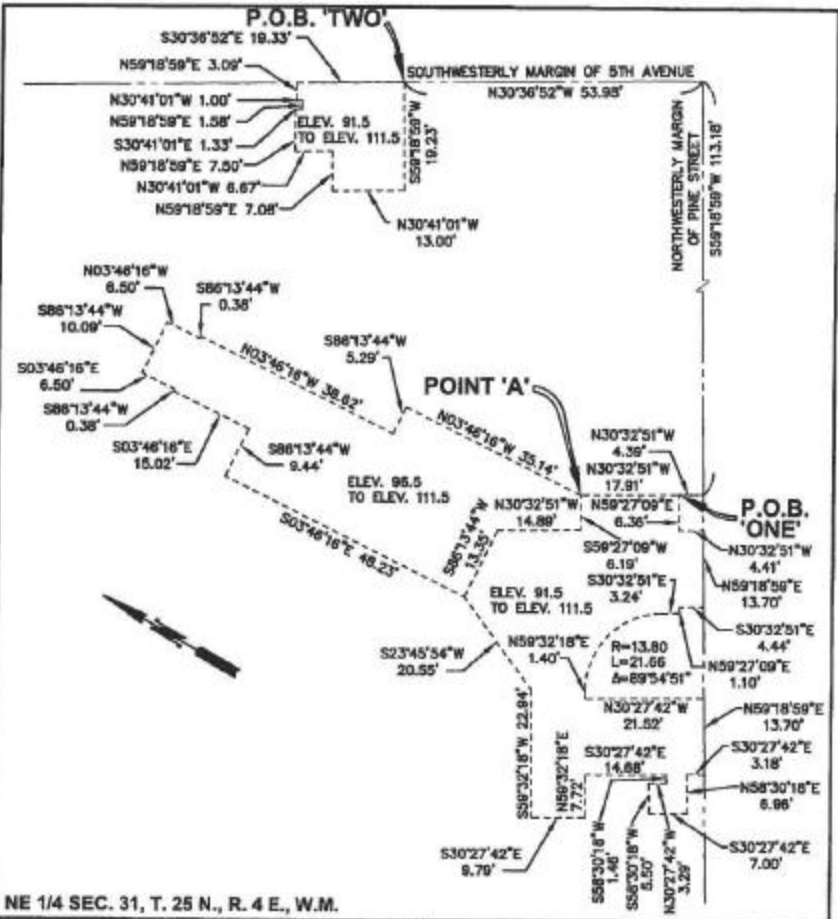 P.O.B. 'TWO'
S30°36'52"E 19.33'
N59°18'59"E 3.09'
SOUTHWESTERLY MARGIN OF 5TH AVENUE
N30°36'52"W 53.98'
N30°41'01"W 1.00'
N59°18'59"E 1.58'
S30°41'01"E 1.33'
N59°18'59"E 7.50'
N30°41'01"W 6.67'
N59°18'59"E 7.08'
ELEV. 91.5
TO ELEV. 111.5
S59°18'59"W
19.23'
N30°41'01"W
13.00'
NORTHWESTERLY MARGIN
OF PINE STREET
S59°18'59"W 113.18'
N03°46'16"W
6.50'
S86°13'44"W
0.38'
S86°13'44"W
10.09'
S03°46'16"E
6.50'
S86°13'44"W
0.38'
S03°46'16"E
15.02'
N03°46'16"W 38.62'
S86°13'44"W
5.29'
S86°13'44"W
9.44'
POINT 'A'
N03°46'16"W 35.14'
ELEV. 96.5
TO ELEV. 111.5
S03°46'16"E 46.23'
S86°13'44"W
13.35'
N30°32'51"W
14.89'
N30°32'51"W
4.39'
N30°32'51"W
17.91'
N59°27'09"E
6.36'
P.O.B.
'ONE'
S59°27'09"W
6.19'
N30°32'51"W
4.41'
S30°32'51"E
3.24'
N59°18'59"E
13.70'
ELEV. 91.5
TO ELEV. 111.5
S30°32'51"E
4.44'
N59°32'18"E
1.40'
R=13.80
L=21.66
Δ=89°54'51"
N59°27'09"E
1.10'
S23°45'54"W
20.55'
N30°27'42"W
21.52'
N59°18'59"E
13.70'
S59°32'18"W 22.94'
S30°27'42"E
14.68'
S30°27'42"E
3.18'
N59°32'18"E
7.72'
N58°30'18"E
6.96'
S30°27'42"E
9.79'
S58°30'18"W
1.46'
S58°30'18"W
5.50'
N30°27'42"W
3.29'
S30°27'42"E
7.00'
NE 1/4 SEC. 31, T. 25 N., R. 4 E., W.M.